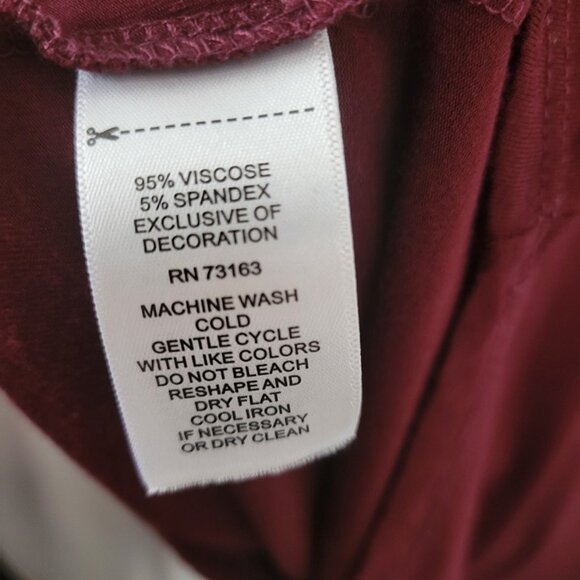 95% VISCOSE
5% SPANDEX
EXCLUSIVE OF
DECORATION
RN 73163
MACHINE WASH
COLD
GENTLE CYCLE
WITH LIKE COLORS
DO NOT BLEACH
RESHAPE AND
DRY FLAT
COOL IRON
IF NECESSARY
OR DRY CLEAN